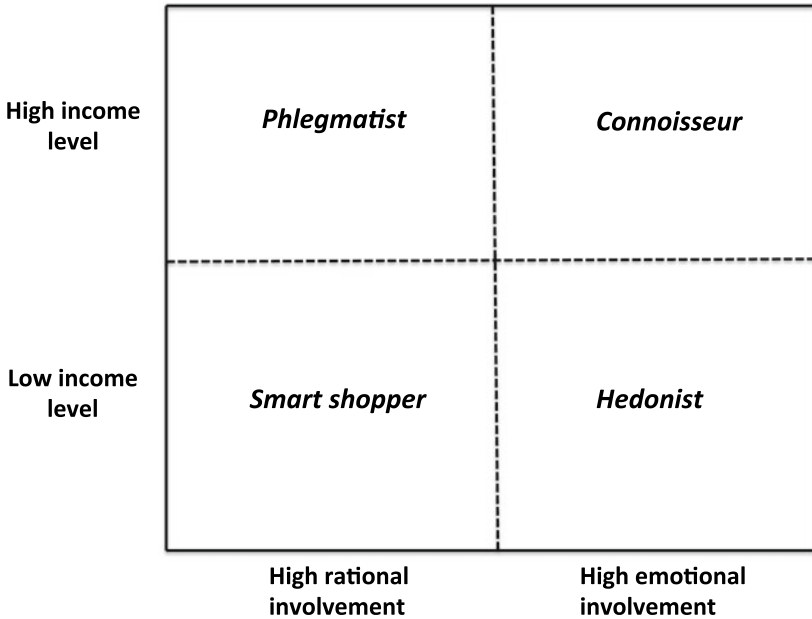 High income
level
Phlegmatist
Connoisseur
Low income
level
Smart shopper
Hedonist
High rational
involvement
High emotional
involvement